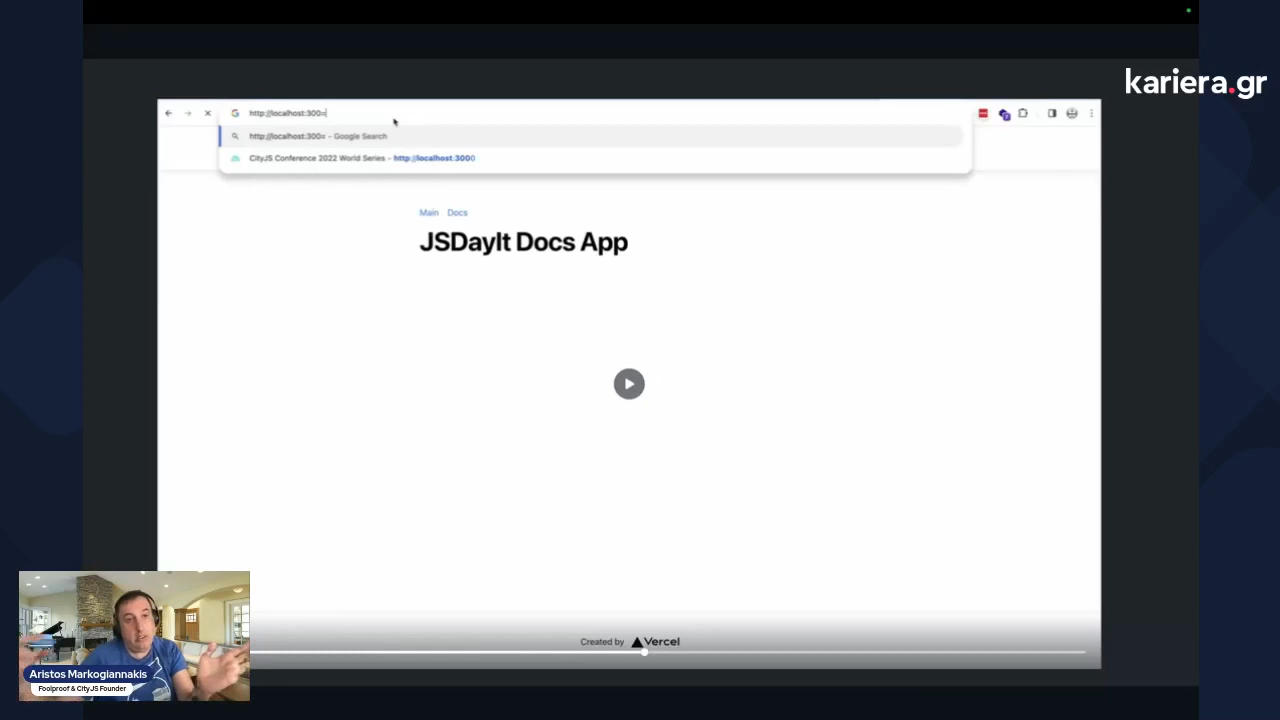 kariera.gr
http://localhost:300=
http://localhost:300= - Google Search
CityJS Conference 2022 World Series - http://localhost:3000
Main Docs
JSDayIt Docs App
Created by Vercel
Aristos Markogiannakis
Foolproof & CityJS Founder